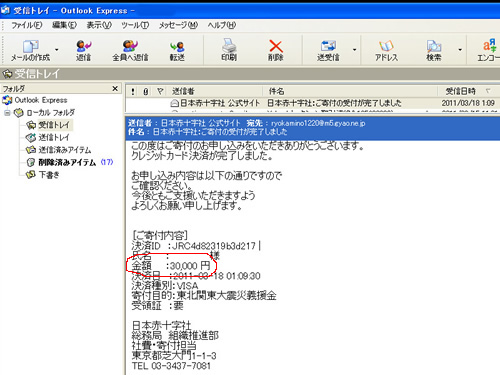 受信トレイ - Outlook Express -
ファイル(F) 編集(E) 表示(V) ツール(T) メッセージ(M) ヘルプ(H)
メールの作成 返信 全員へ返信 転送 印刷 削除 送受信 アドレス 検索 エンコー
受信トレイ
フォルダ
Outlook Express
ローカル フォルダ
受信トレイ
送信トレイ
送信済みアイテム
削除済みアイテム (17)
下書き
送信者 件名 受信日時
日本赤十字社 公式サイト 日本赤十字社:ご寄付の受付が完了しました 2011/03/18 1:09
送信者: 日本赤十字社 公式サイト 宛先: ryokamino1220@m5.gyao.ne.jp
件名: 日本赤十字社:ご寄付の受付が完了しました
この度はご寄付のお申し込みをいただきありがとうございます。
クレジットカード決済が完了しました。
お申し込み内容は以下の通りですので
ご確認ください。
今後ともご支援いただきますよう
よろしくお願い申し上げます。
[ご寄付内容]
決済ID :JRC4d82319b3d217
氏名 : 様
金額 :30,000 円
決済日 :2011-03-18 01:09:30
決済種別:VISA
寄付目的:東北関東大震災義援金
受領証 :要
日本赤十字社
総務局 組織推進部
社費・寄付担当
東京都芝大門1-1-3
TEL 03-3437-7081